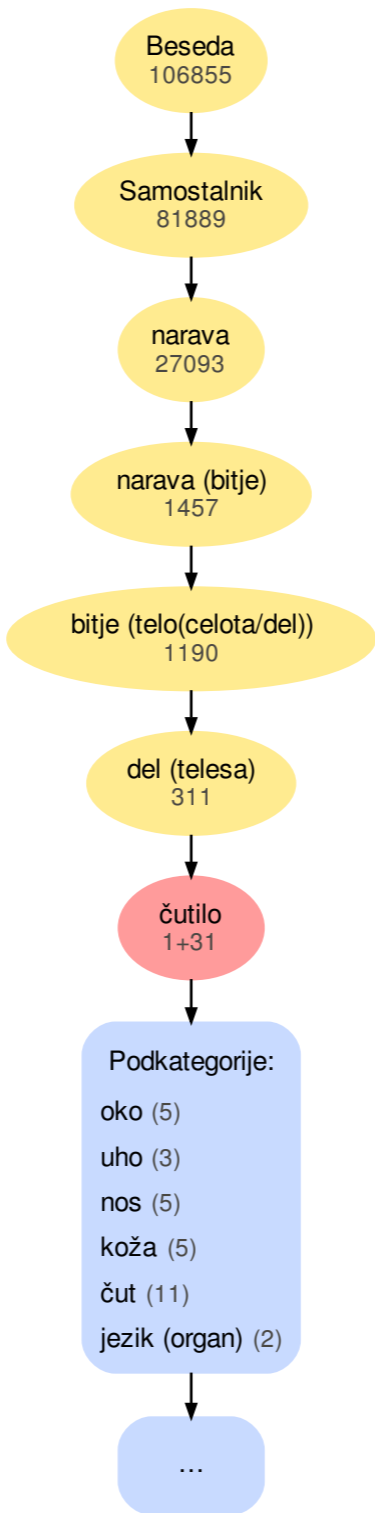 Beseda
106855
Samostalnik
81889
narava
27093
narava (bitje)
1457
bitje (telo(celota/del))
1190
del (telesa)
311
čutilo
1+31
Podkategorije:
oko (5)
uho (3)
nos (5)
koža (5)
čut (11)
jezik (organ) (2)
...